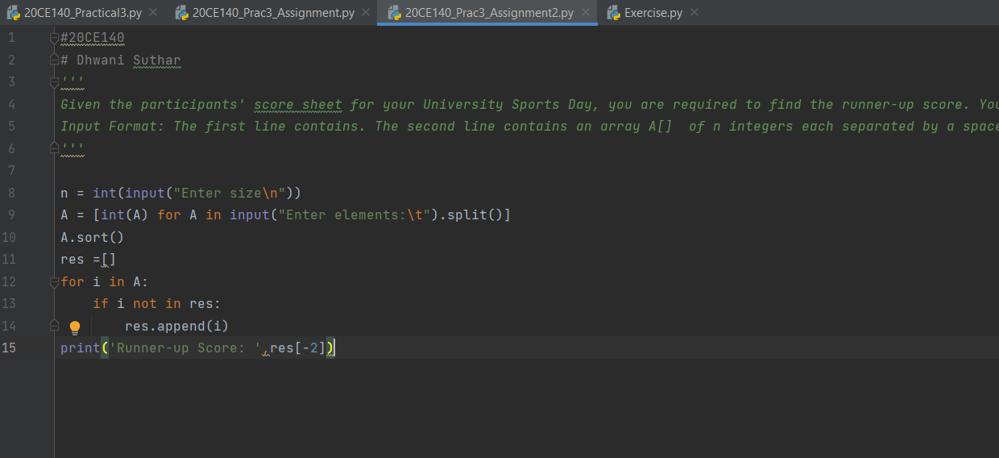 20CE140_Practical3.py 20CE140_Prac3_Assignment.py 20CE140_Prac3_Assignment2.py Exercise.py
1 #20CE140
2 # Dhwani Suthar
3 '''
4 Given the participants' score sheet for your University Sports Day, you are required to find the runner-up score. You
5 Input Format: The first line contains. The second line contains an array A[]  of n integers each separated by a space
6 '''
7
8 n = int(input("Enter size\n"))
9 A = [int(A) for A in input("Enter elements:\t").split()]
10 A.sort()
11 res =[]
12 for i in A:
13     if i not in res:
14         res.append(i)
15 print('Runner-up Score: ',res[-2])